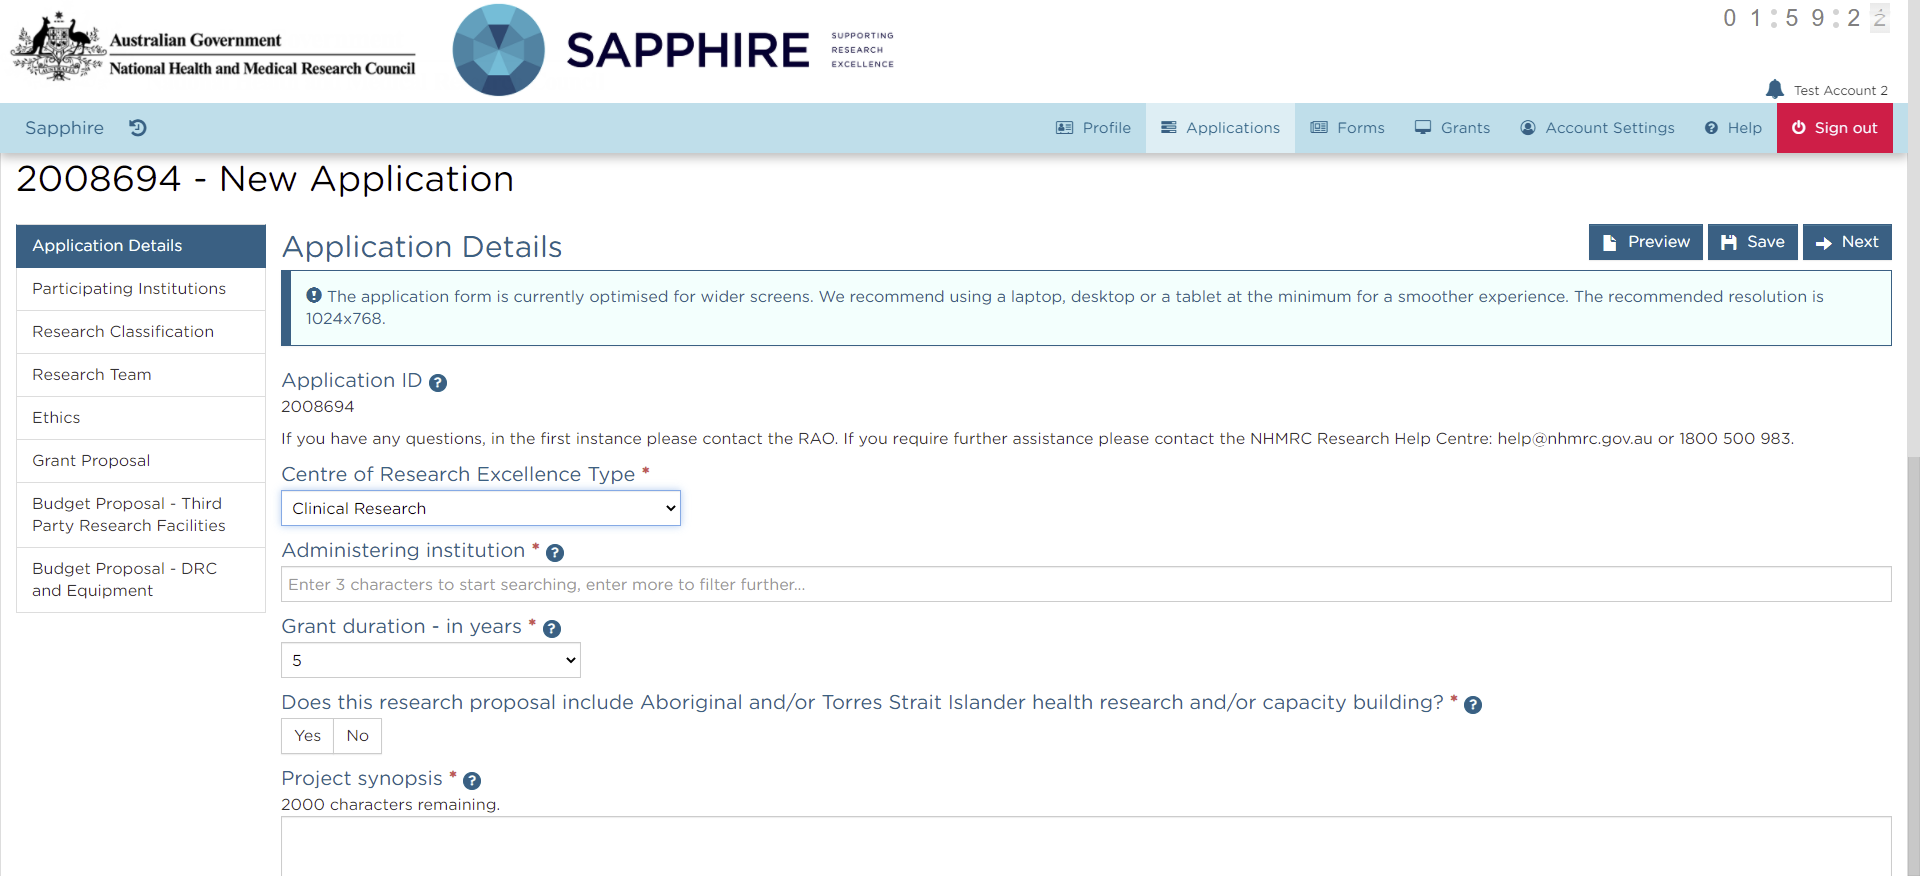 Australian Government
National Health and Medical Research Council
SAPPHIRE
SUPPORTING
RESEARCH
EXCELLENCE
01:59:22
Test Account 2
Sapphire
Profile
Applications
Forms
Grants
Account Settings
Help
Sign out
2008694 - New Application
Application Details
Participating Institutions
Research Classification
Research Team
Ethics
Grant Proposal
Budget Proposal - Third
Party Research Facilities
Budget Proposal - DRC
and Equipment
Application Details
Preview
Save
Next
The application form is currently optimised for wider screens. We recommend using a laptop, desktop or a tablet at the minimum for a smoother experience. The recommended resolution is
1024x768.
Application ID
2008694
If you have any questions, in the first instance please contact the RAO. If you require further assistance please contact the NHMRC Research Help Centre: help@nhmrc.gov.au or 1800 500 983.
Centre of Research Excellence Type *
Clinical Research
Administering institution *
Enter 3 characters to start searching, enter more to filter further...
Grant duration - in years *
5
Does this research proposal include Aboriginal and/or Torres Strait Islander health research and/or capacity building? *
Yes
No
Project synopsis *
2000 characters remaining.